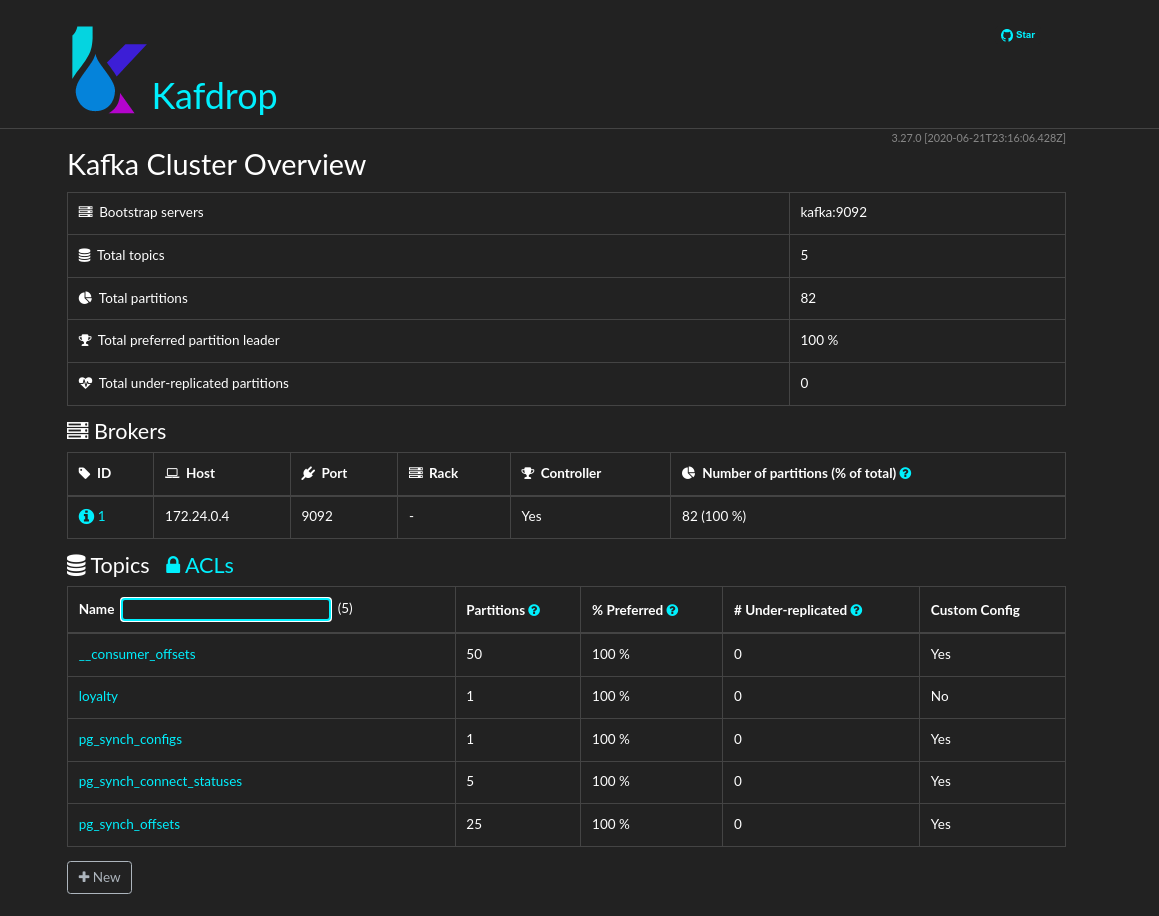 Star
Kafdrop
3.27.0 [2020-06-21T23:16:06.428Z]
Kafka Cluster Overview
Bootstrap servers kafka:9092
Total topics 5
Total partitions 82
Total preferred partition leader 100 %
Total under-replicated partitions 0
Brokers
ID Host Port Rack Controller Number of partitions (% of total)
1 172.24.0.4 9092 - Yes 82 (100 %)
Topics ACLs
Name (5) Partitions % Preferred # Under-replicated Custom Config
__consumer_offsets 50 100 % 0 Yes
loyalty 1 100 % 0 No
pg_synch_configs 1 100 % 0 Yes
pg_synch_connect_statuses 5 100 % 0 Yes
pg_synch_offsets 25 100 % 0 Yes
New